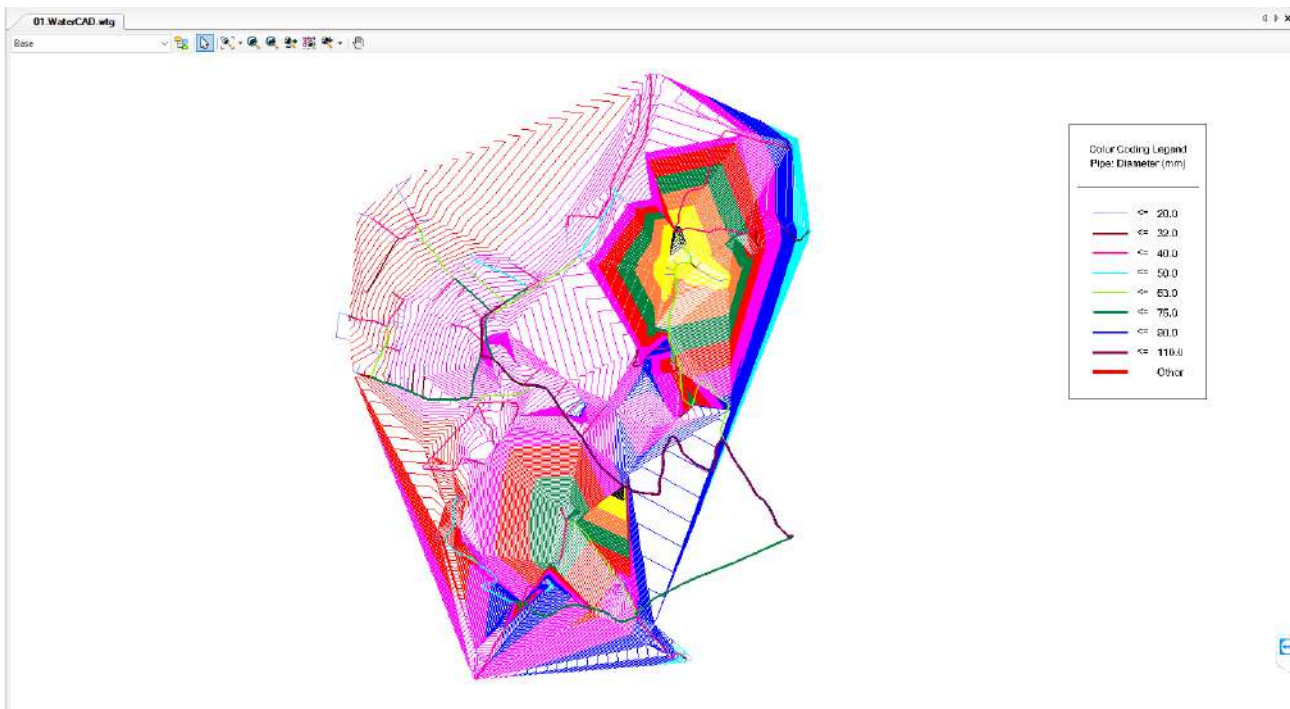 01.WaterCAD.wtg
Base
Color Coding Legend
Pipe: Diameter (mm)
<= 20.0
<= 32.0
<= 40.0
<= 50.0
<= 63.0
<= 75.0
<= 90.0
<= 110.0
Other